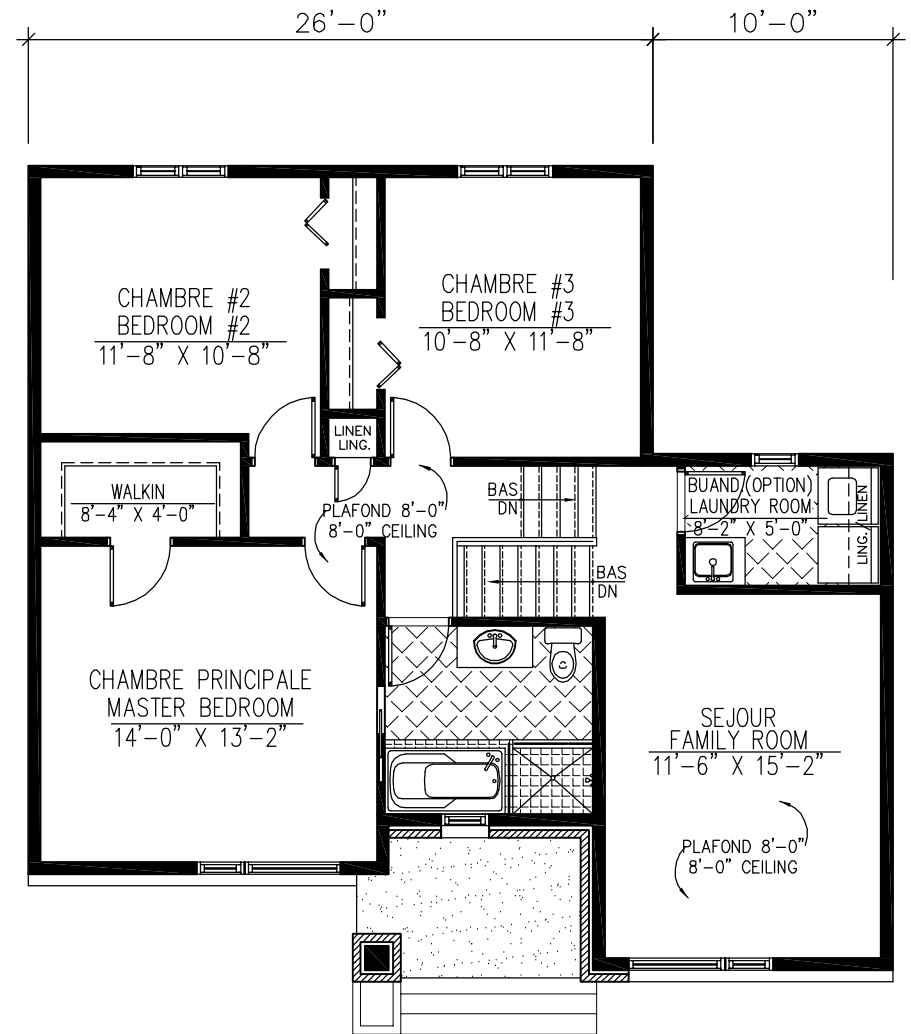 26'-0"
10'-0"
CHAMBRE #2
BEDROOM #2
11'-8" X 10'-8"
CHAMBRE #3
BEDROOM #3
10'-8" X 11'-8"
LINEN
LING.
WALKIN
8'-4" X 4'-0"
PLAFOND 8'-0"
8'-0" CEILING
BAS
DN
BAS
DN
BUAND.(OPTION)
LAUNDRY ROOM
8'-2" X 5'-0"
LING./LINEN
CHAMBRE PRINCIPALE
MASTER BEDROOM
14'-0" X 13'-2"
SEJOUR
FAMILY ROOM
11'-6" X 15'-2"
PLAFOND 8'-0"
8'-0" CEILING